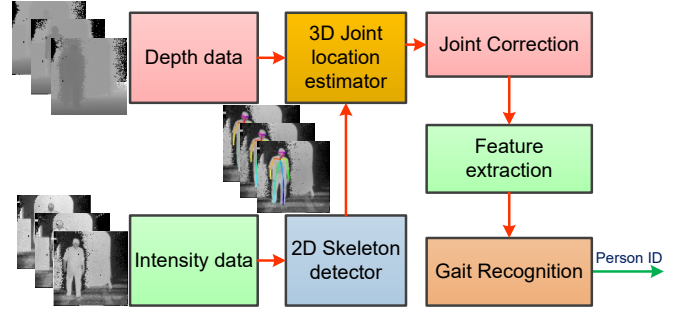 Depth data
3D Joint
location
estimator
Joint Correction
Feature
extraction
Intensity data
2D Skeleton
detector
Gait Recognition
Person ID